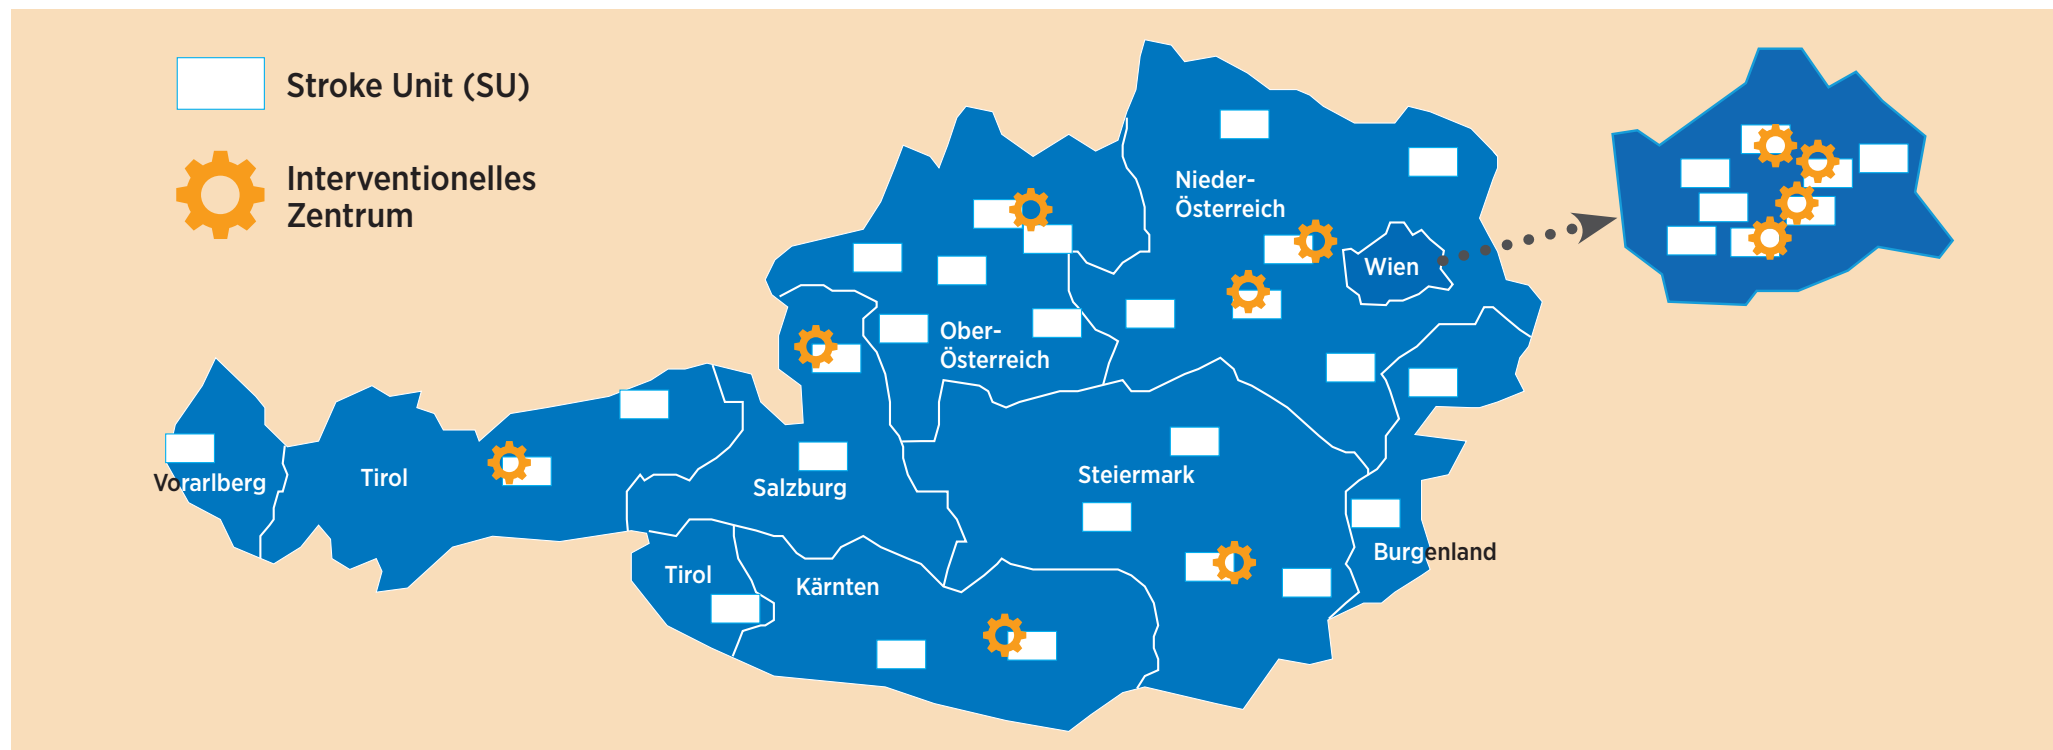 Stroke Unit (SU)
Interventionelles
Zentrum
Nieder-
Österreich
Wien
Ober-
Österreich
Vorarlberg
Tirol
Salzburg
Steiermark
Burgenland
Tirol
Kärnten